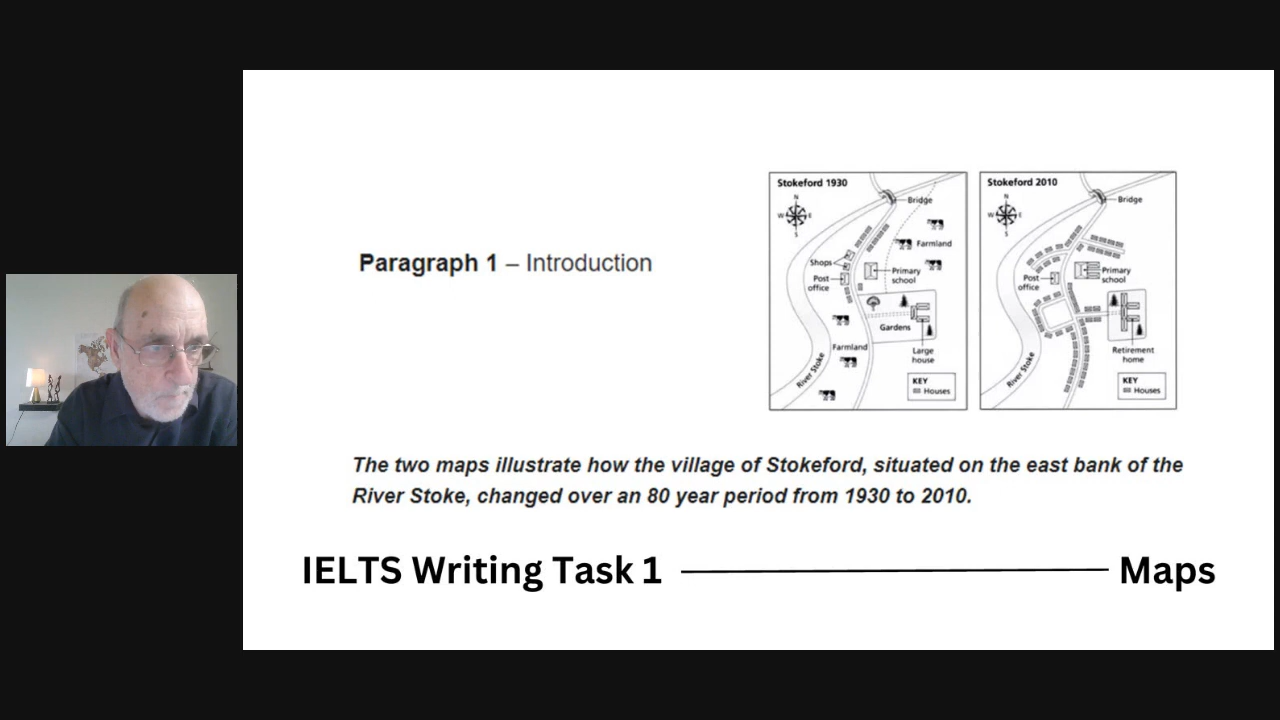 Paragraph 1 – Introduction
Stokeford 1930
N
W E
S
Bridge
Farmland
Shops
Primary
school
Post
office
Gardens
Farmland
Large
house
River Stoke
KEY
Houses
Stokeford 2010
N
W E
S
Bridge
Post
office
Primary
school
Retirement
home
River Stoke
KEY
Houses
The two maps illustrate how the village of Stokeford, situated on the east bank of the
River Stoke, changed over an 80 year period from 1930 to 2010.
IELTS Writing Task 1 Maps